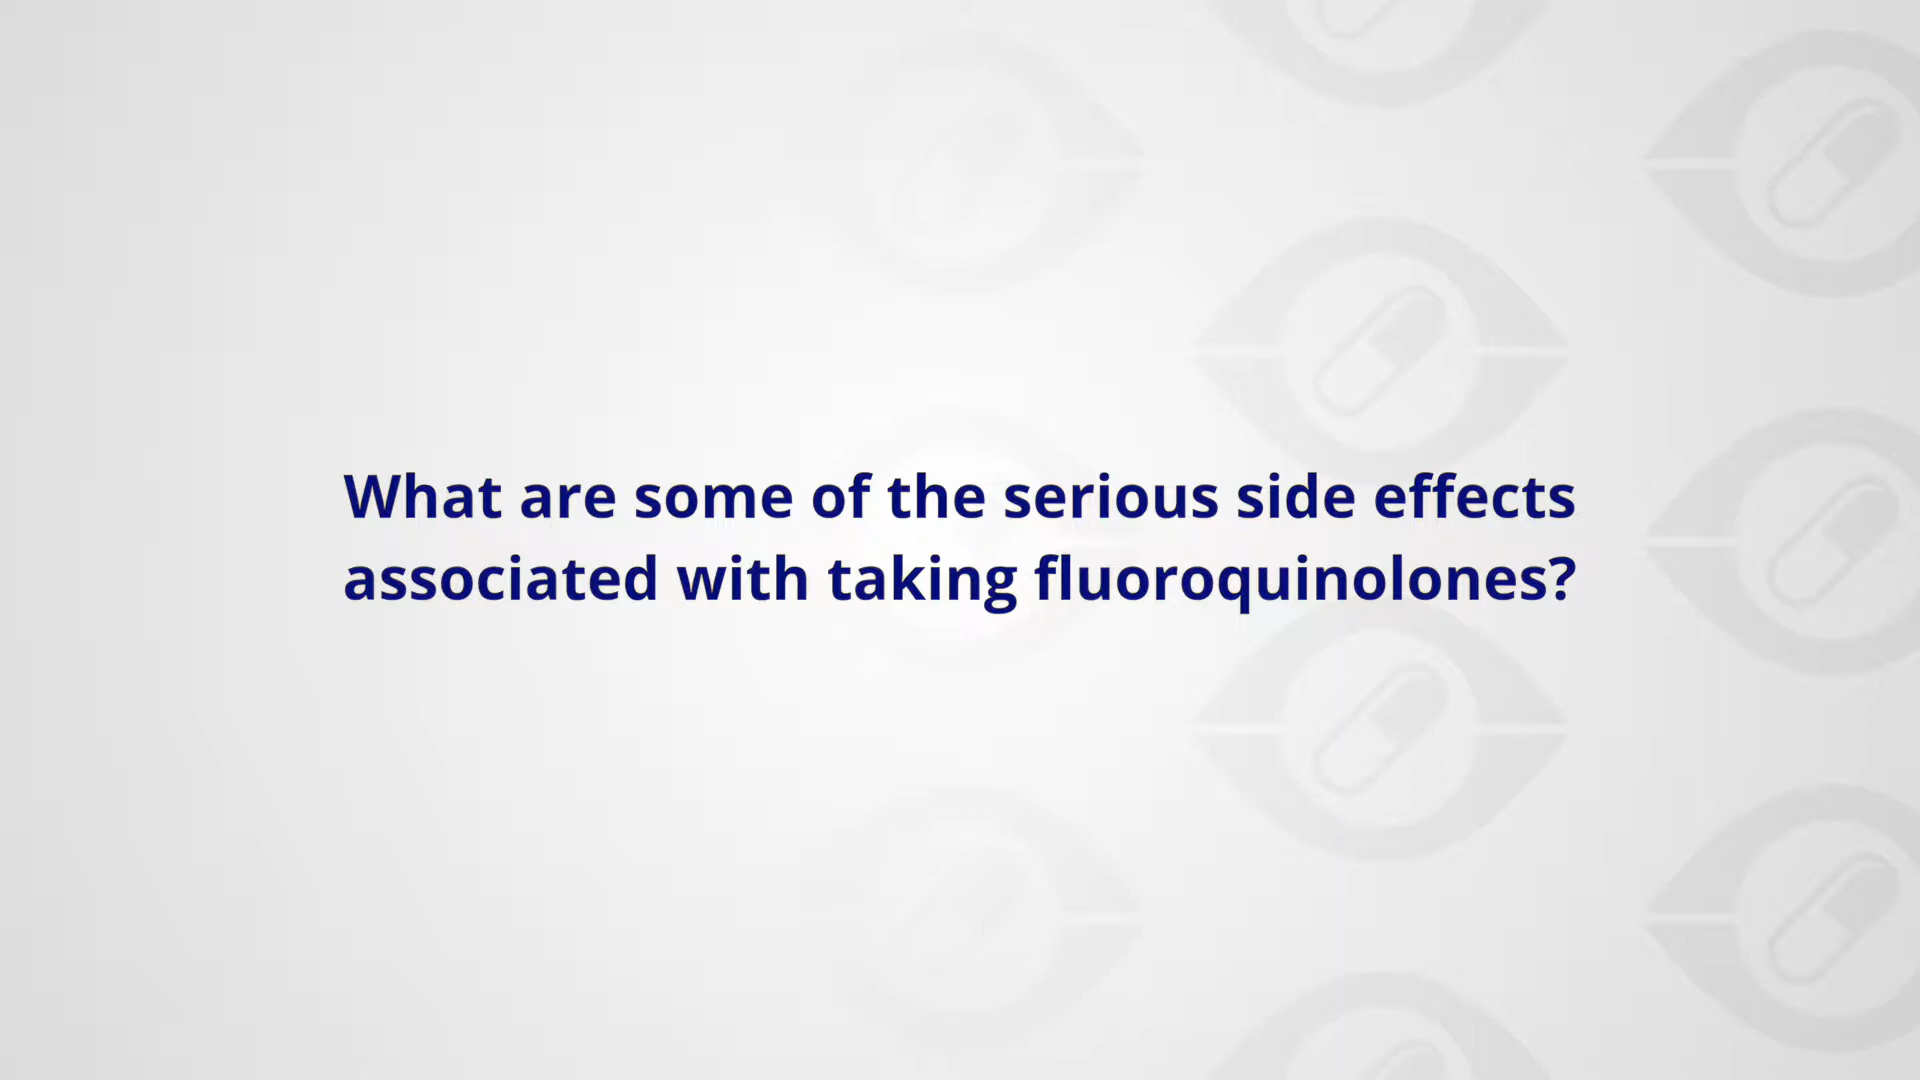 What are some of the serious side effects
associated with taking fluoroquinolones?